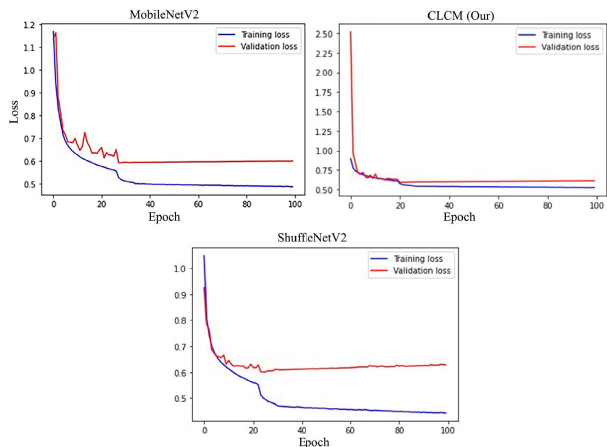 MobileNetV2
1.2
1.1
1.0
0.9
0.8
0.7
0.6
0.5
Loss
Training loss
Validation loss
0 20 40 60 80 100
Epoch
CLCM (Our)
2.50
2.25
2.00
1.75
1.50
1.25
1.00
0.75
0.50
Training loss
Validation loss
0 20 40 60 80 100
Epoch
ShuffleNetV2
1.0
0.9
0.8
0.7
0.6
0.5
Training loss
Validation loss
0 20 40 60 80 100
Epoch